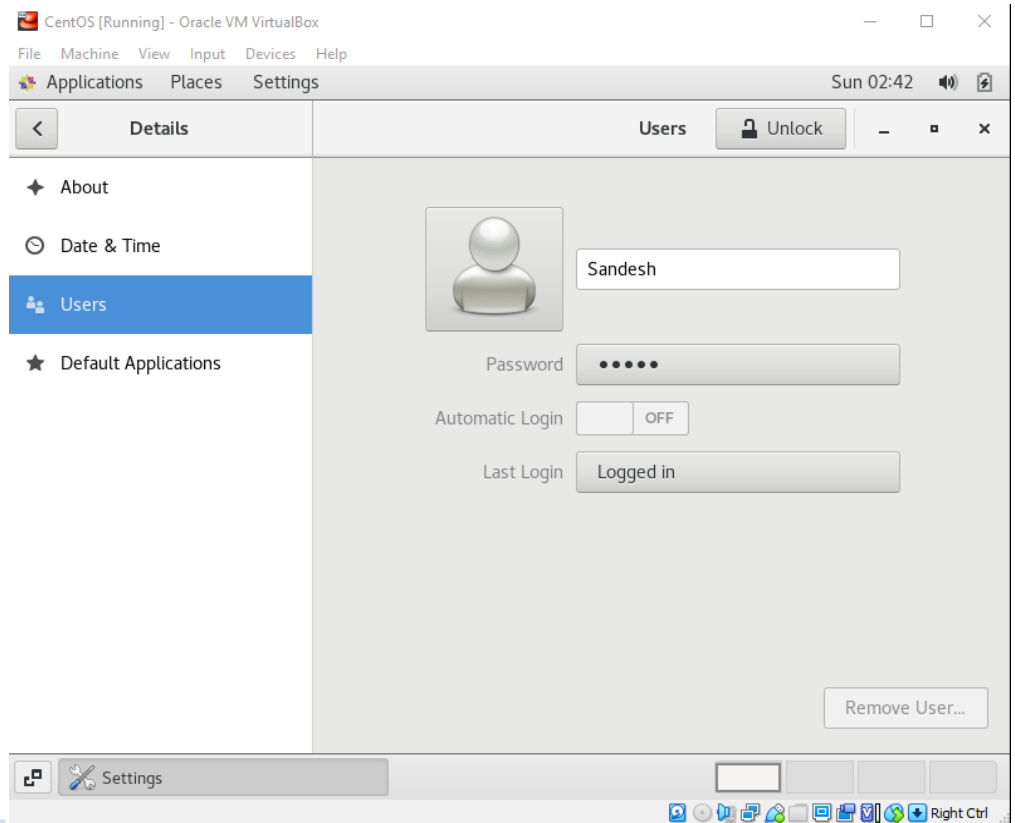 CentOS [Running] - Oracle VM VirtualBox
File Machine View Input Devices Help
Applications Places Settings Sun 02:42
Details Users Unlock
About
Date & Time
Users
Default Applications
Sandesh
Password •••••
Automatic Login OFF
Last Login Logged in
Remove User...
Settings
Right Ctrl